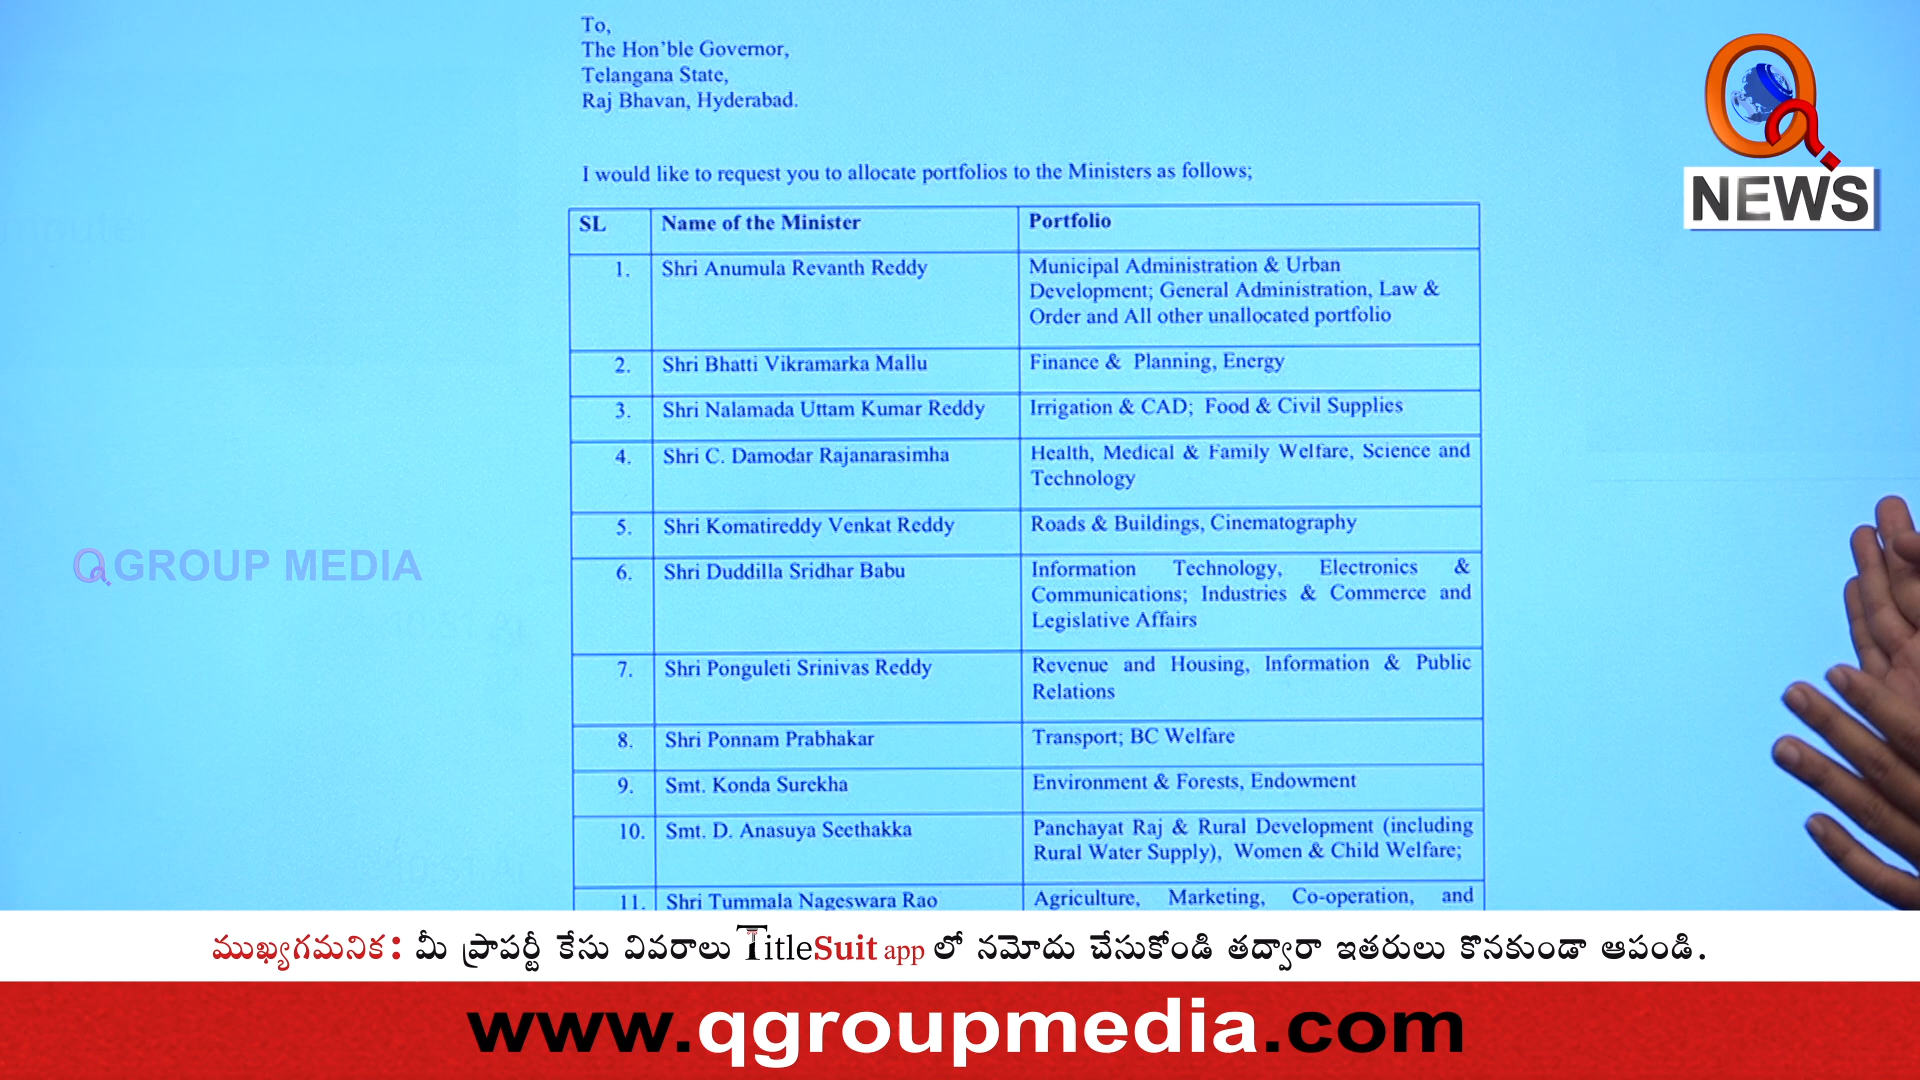 To,
The Hon'ble Governor,
Telangana State,
Raj Bhavan, Hyderabad.
I would like to request you to allocate portfolios to the Ministers as follows;
SL Name of the Minister Portfolio
1. Shri Anumula Revanth Reddy Municipal Administration & Urban
Development; General Administration, Law &
Order and All other unallocated portfolio
2. Shri Bhatti Vikramarka Mallu Finance & Planning, Energy
3. Shri Nalamada Uttam Kumar Reddy Irrigation & CAD; Food & Civil Supplies
4. Shri C. Damodar Rajanarasimha Health, Medical & Family Welfare, Science and
Technology
5. Shri Komatireddy Venkat Reddy Roads & Buildings, Cinematography
6. Shri Duddilla Sridhar Babu Information Technology, Electronics &
Communications; Industries & Commerce and
Legislative Affairs
7. Shri Ponguleti Srinivas Reddy Revenue and Housing, Information & Public
Relations
8. Shri Ponnam Prabhakar Transport; BC Welfare
9. Smt. Konda Surekha Environment & Forests, Endowment
10. Smt. D. Anasuya Seethakka Panchayat Raj & Rural Development (including
Rural Water Supply), Women & Child Welfare;
11. Shri Tummala Nageswara Rao Agriculture, Marketing, Co-operation, and
Q
NEWS
Q GROUP MEDIA
ముఖ్యగమనిక: మీ ప్రాపర్టీ కేసు వివరాలు TitleSuit app లో నమోదు చేసుకోండి తద్వారా ఇతరులు కొనకుండా ఆపండి.
www.qgroupmedia.com